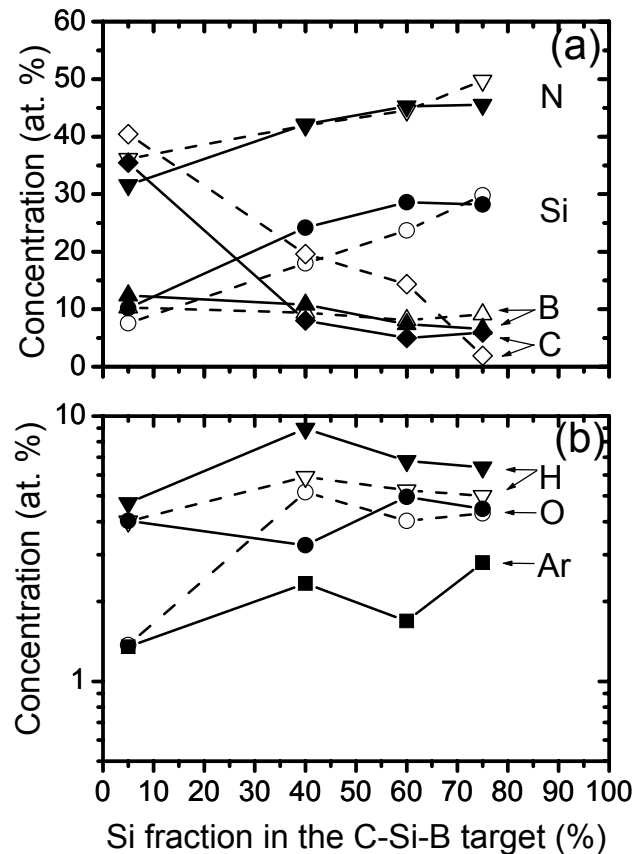 60
(a)
50
N
40
Concentration (at. %)
30
Si
20
10
B
C
0
10
(b)
H
O
Concentration (at. %)
Ar
1
0 10 20 30 40 50 60 70 80 90 100
Si fraction in the C-Si-B target (%)